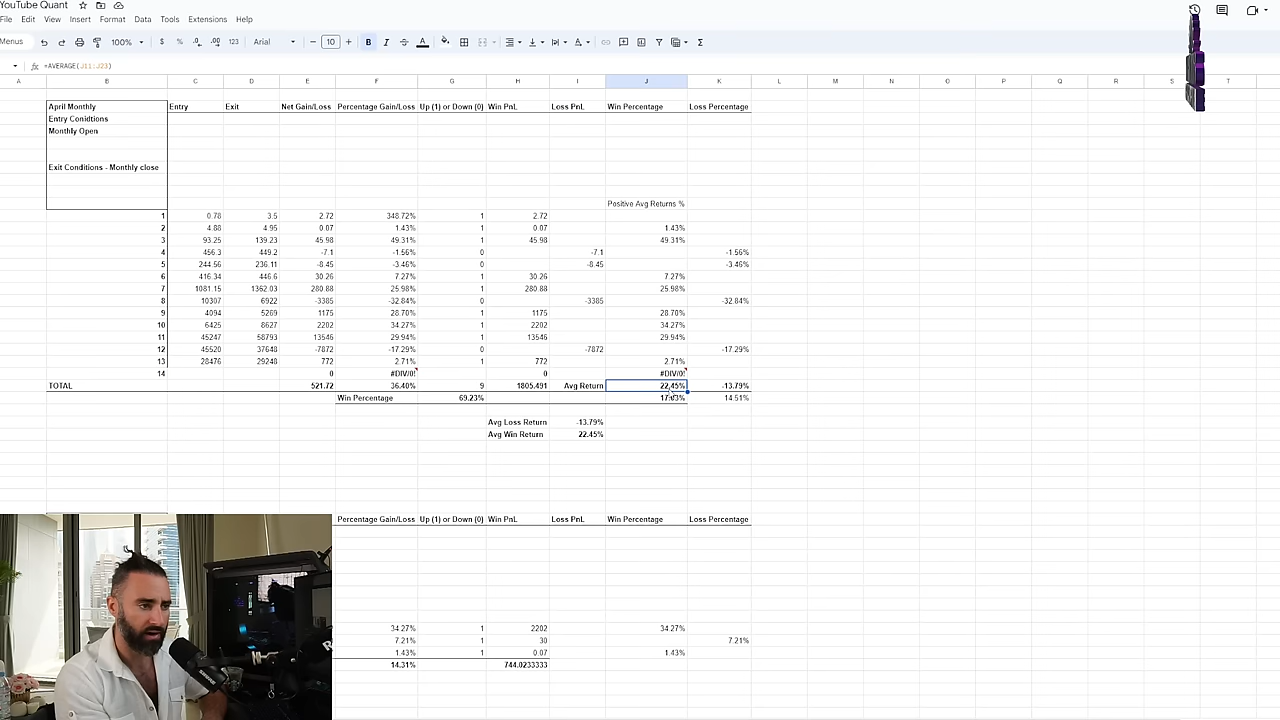 YouTube Quant
File Edit View Insert Format Data Tools Extensions Help
Menus 100% $ % .0 .00 123 Arial 10 B I A
fx =AVERAGE(J11:J23)
A B C D E F G H I J K L M N O P Q R S T
April Monthly Entry Exit Net Gain/Loss Percentage Gain/Loss Up (1) or Down (0) Win PnL Loss PnL Win Percentage Loss Percentage
Entry Conidtions
Monthly Open
Exit Conditions - Monthly close
Positive Avg Returns %
1 0.78 3.5 2.72 348.72% 1 2.72
2 4.88 4.95 0.07 1.43% 1 0.07 1.43%
3 93.25 139.23 45.98 49.31% 1 45.98 49.31%
4 456.3 449.2 -7.1 -1.56% 0 -7.1 -1.56%
5 244.56 236.11 -8.45 -3.46% 0 -8.45 -3.46%
6 416.34 446.6 30.26 7.27% 1 30.26 7.27%
7 1081.15 1362.03 280.88 25.98% 1 280.88 25.98%
8 10307 6922 -3385 -32.84% 0 -3385 -32.84%
9 4094 5269 1175 28.70% 1 1175 28.70%
10 6425 8627 2202 34.27% 1 2202 34.27%
11 45247 58793 13546 29.94% 1 13546 29.94%
12 45520 37648 -7872 -17.29% 0 -7872 -17.29%
13 28476 29248 772 2.71% 1 772 2.71%
14 0 #DIV/0! 0 #DIV/0!
TOTAL 521.72 36.40% 9 1805.491 Avg Return 22.45% -13.79%
Win Percentage 69.23% 14.51%
Avg Loss Return -13.79%
Avg Win Return 22.45%
Percentage Gain/Loss Up (1) or Down (0) Win PnL Loss PnL Win Percentage Loss Percentage
34.27% 1 2202 34.27%
7.21% 1 30 7.21%
1.43% 1 0.07 1.43%
14.31% 744.0233333